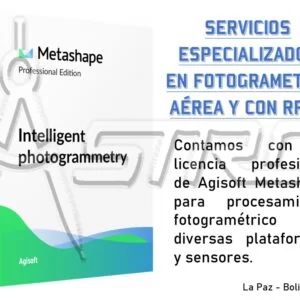 Metashape
Professional Edition
Intelligent
photogrammetry
Agisoft
SERVICIOS
ESPECIALIZADO
EN FOTOGRAMET
AÉREA Y CON RP
Contamos con
licencia profesi
de Agisoft Metash
para procesami
fotogramétrico
diversas platafor
y sensores.
La Paz - Boli